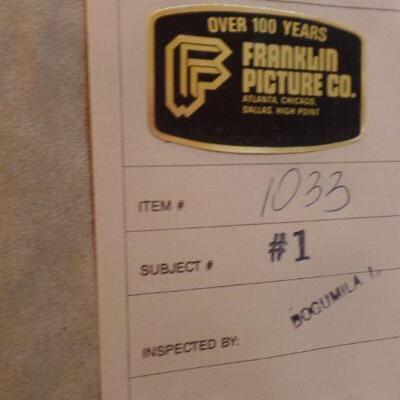 OVER 100 YEARS
FRANKLIN
PICTURE CO.
ATLANTA, CHICAGO,
DALLAS, HIGH POINT
ITEM # 1033
SUBJECT # #1
INSPECTED BY: BOGUMILA